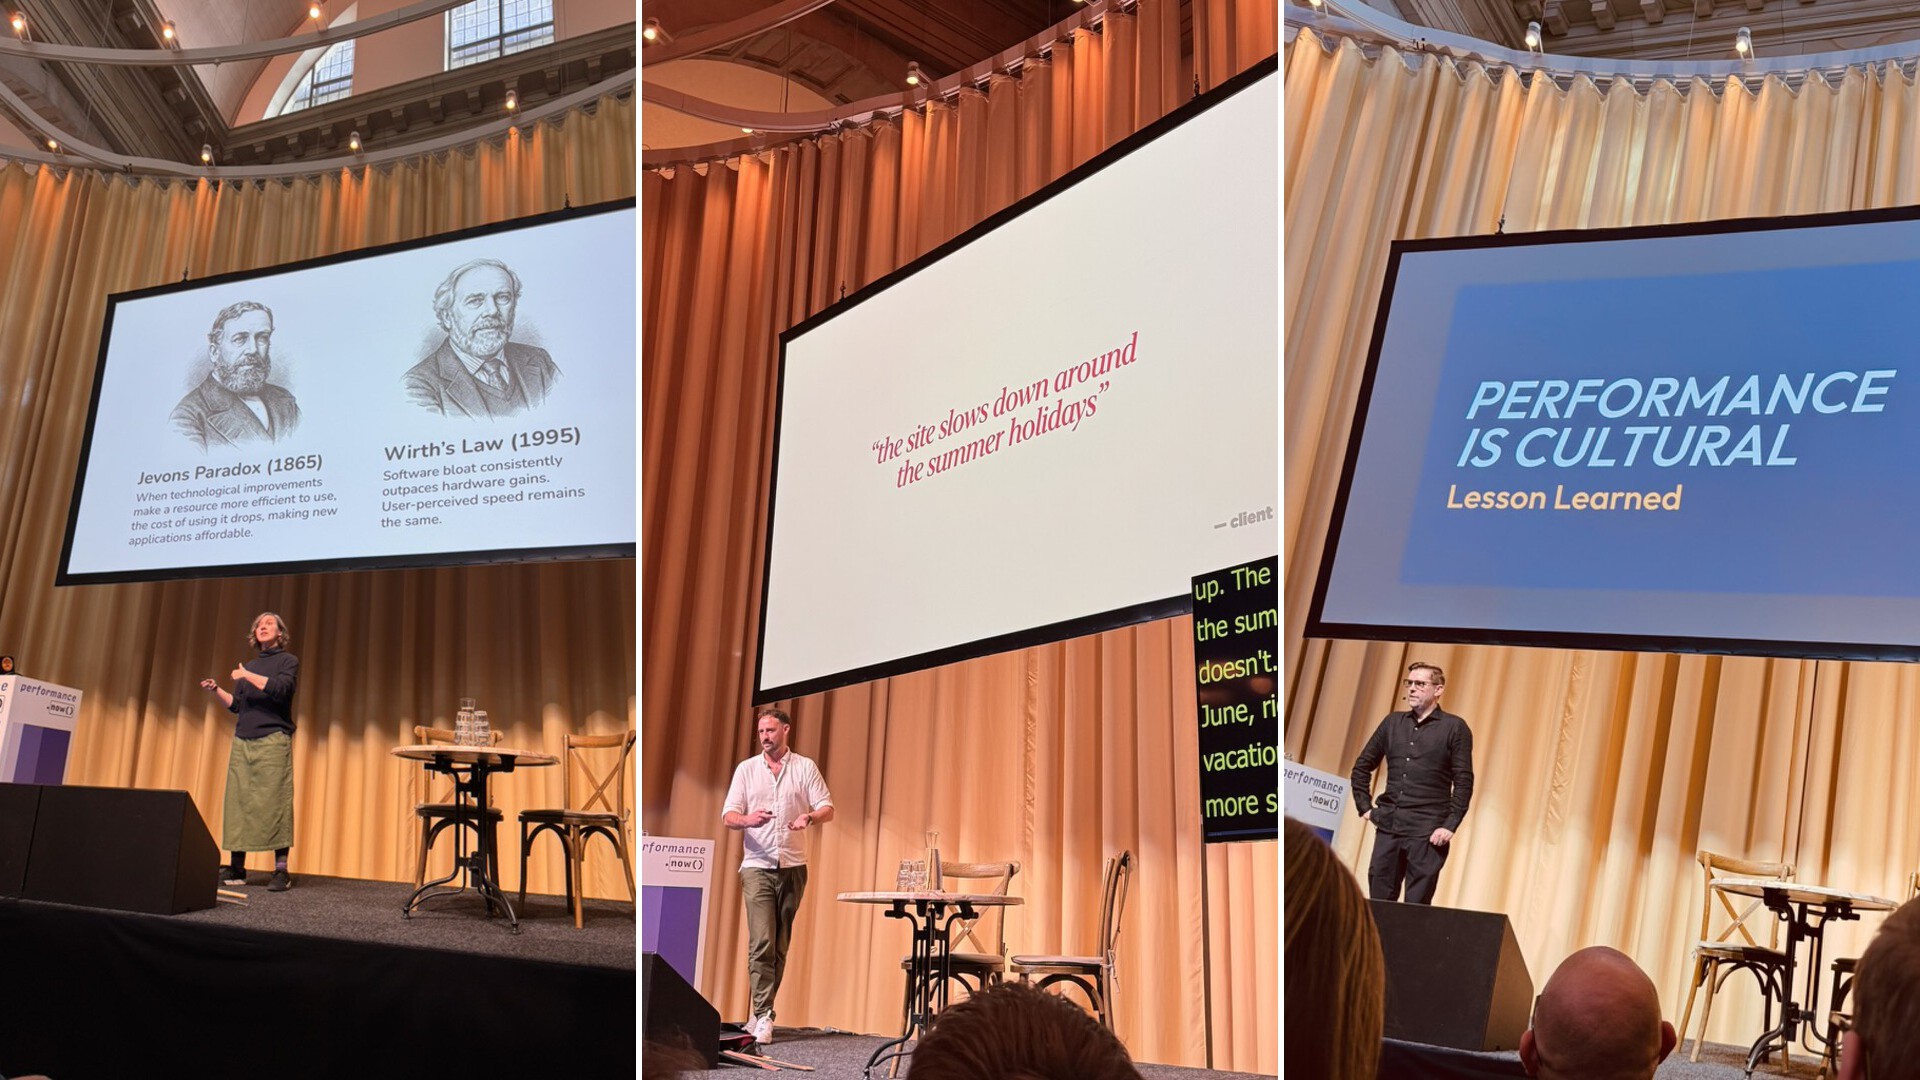 Jevons Paradox (1865)
When technological improvements
make a resource more efficient to use,
the cost of using it drops, making new
applications affordable.
Wirth's Law (1995)
Software bloat consistently
outpaces hardware gains.
User-perceived speed remains
the same.
performance
.now()
“the site slows down around
the summer holidays”
— client
up. The
the sum
doesn't.
June, ri
vacatio
more s
rformance
.now()
PERFORMANCE
IS CULTURAL
Lesson Learned
performance
.now()